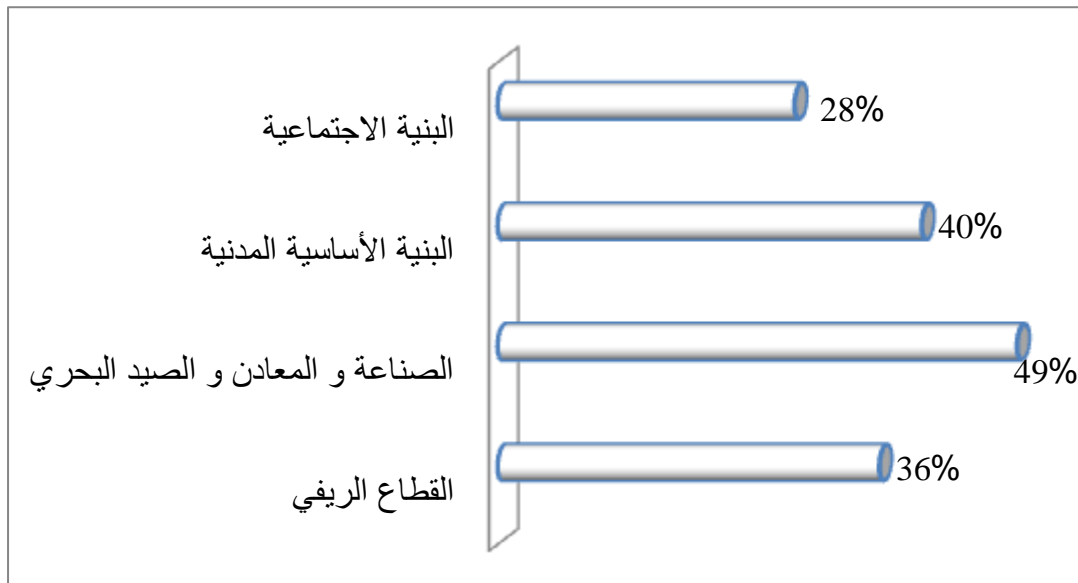 البنية الاجتماعية
28%
البنية الأساسية المدنية
40%
الصناعة و المعادن و الصيد البحري
49%
القطاع الريفي
36%